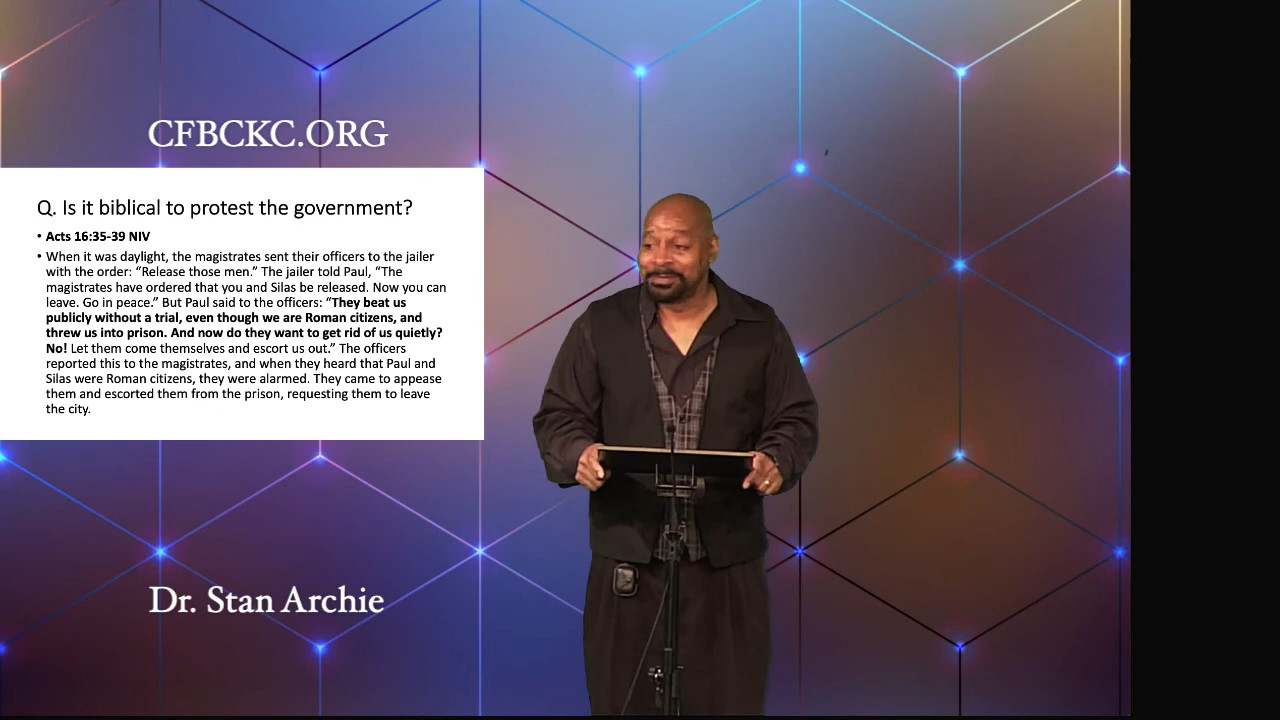 CFBCKC.ORG
Q. Is it biblical to protest the government?
• Acts 16:35-39 NIV
• When it was daylight, the magistrates sent their officers to the jailer
with the order: “Release those men.” The jailer told Paul, “The
magistrates have ordered that you and Silas be released. Now you can
leave. Go in peace.” But Paul said to the officers: “They beat us
publicly without a trial, even though we are Roman citizens, and
threw us into prison. And now do they want to get rid of us quietly?
No! Let them come themselves and escort us out.” The officers
reported this to the magistrates, and when they heard that Paul and
Silas were Roman citizens, they were alarmed. They came to appease
them and escorted them from the prison, requesting them to leave
the city.
Dr. Stan Archie